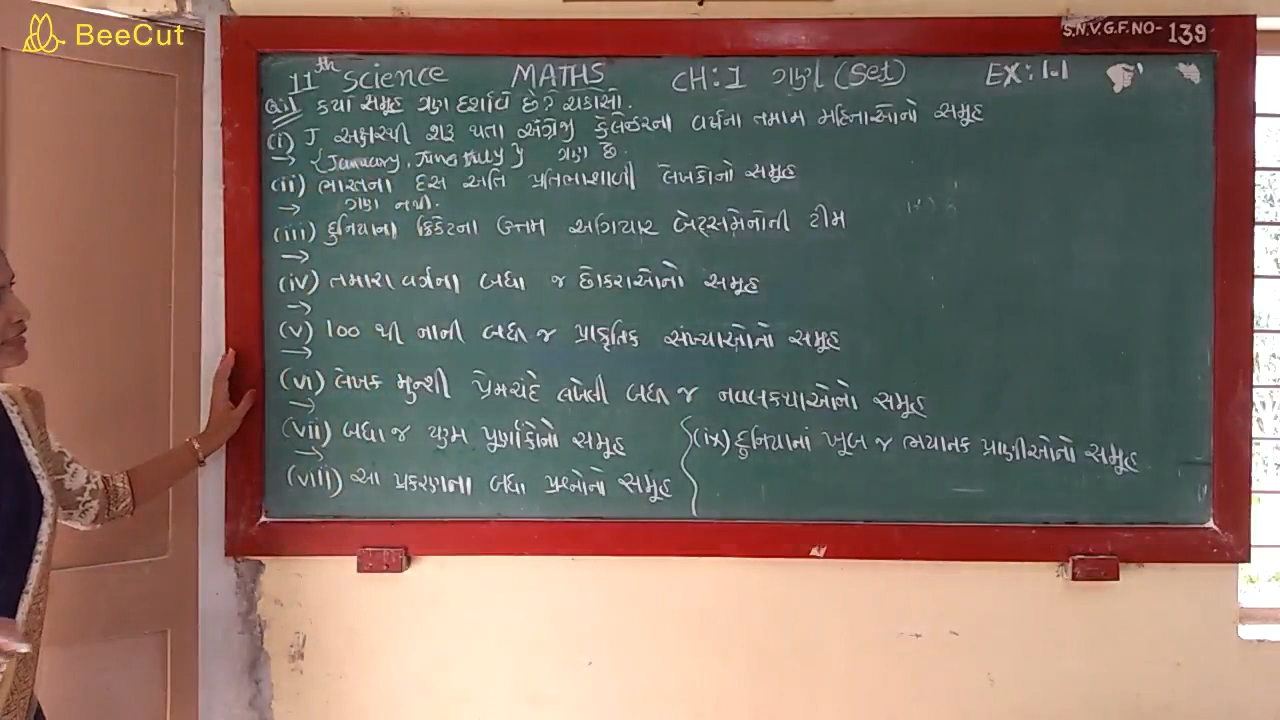 BeeCut
S.N.V.G.F.NO- 139
11th Science MATHS CH:1 ગણ (Set) EX: 1.1
Q:1 કયા સમૂહ ગણ દર્શાવે છે? ચકાસો.
(i) J અક્ષરથી શરૂ થતા અંગ્રેજી કેલેન્ડરના વર્ષના તમામ મહિનાઓનો સમૂહ
→ {January, June, July} ગણ છે.
(ii) ભારતના દસ અતિ પ્રતિભાશાળી લેખકોનો સમૂહ
→ ગણ નથી.
(iii) દુનિયાના ક્રિકેટના ઉત્તમ અગિયાર બેટ્સમેનોની ટીમ
→
(iv) તમારા વર્ગના બધા જ છોકરાઓનો સમૂહ
→
(v) 100 થી નાની બધા જ પ્રાકૃતિક સંખ્યાઓનો સમૂહ
→
(vi) લેખક મુન્શી પ્રેમચંદે લખેલી બધા જ નવલકથાઓનો સમૂહ
→
(vii) બધા જ યુગ્મ પૂર્ણાંકોનો સમૂહ
→
(viii) આ પ્રકરણના બધા પ્રશ્નોનો સમૂહ
(ix) દુનિયાનાં ખૂબ જ ભયાનક પ્રાણીઓનો સમૂહ